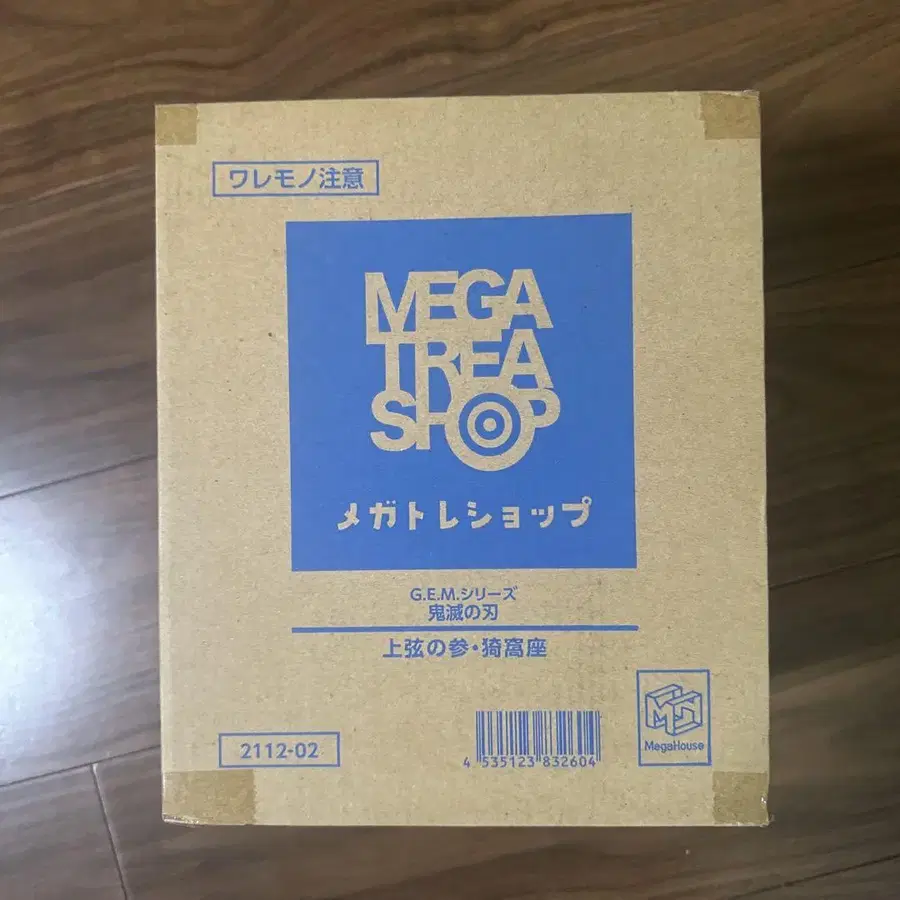 ワレモノ注意
MEGA
TREA
SHOP
メガトレショップ
G.E.M.シリーズ
鬼滅の刃
上弦の参・猗窩座
MegaHouse
2112-02
4 535123 832604